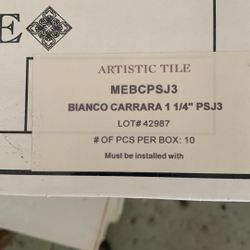 E
ARTISTIC TILE
MEBCPSJ3
BIANCO CARRARA 1 1/4" PSJ3
LOT# 42987
# OF PCS PER BOX: 10
Must be installed with